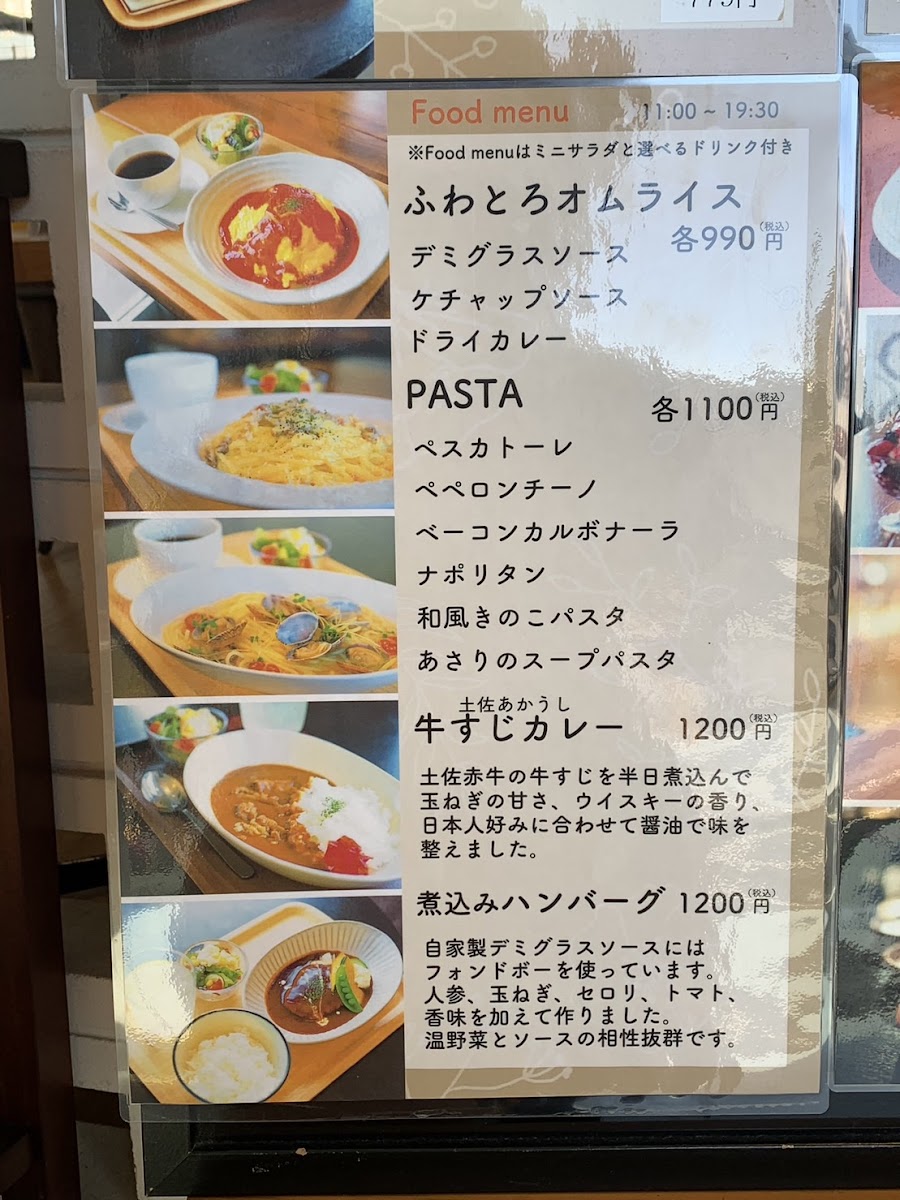 Food menu 11:00 ~ 19:30
※Food menuはミニサラダと選べるドリンク付き
ふわとろオムライス
各990円(税込)
デミグラスソース
ケチャップソース
ドライカレー
PASTA 各1100円(税込)
ペスカトーレ
ペペロンチーノ
ベーコンカルボナーラ
ナポリタン
和風きのこパスタ
あさりのスープパスタ
土佐あかうし
牛すじカレー 1200円(税込)
土佐赤牛の牛すじを半日煮込んで
玉ねぎの甘さ、ウイスキーの香り、
日本人好みに合わせて醤油で味を
整えました。
煮込みハンバーグ 1200円(税込)
自家製デミグラスソースには
フォンドボーを使っています。
人参、玉ねぎ、セロリ、トマト、
香味を加えて作りました。
温野菜とソースの相性抜群です。